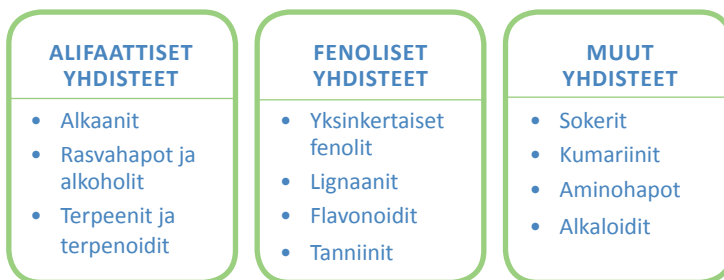 ALIFAATTISET
YHDISTEET
• Alkaanit
• Rasvahapot ja
alkoholit
• Terpeenit ja
terpenoidit
FENOLISET
YHDISTEET
• Yksinkertaiset
fenolit
• Lignaanit
• Flavonoidit
• Tanniinit
MUUT
YHDISTEET
• Sokerit
• Kumariinit
• Aminohapot
• Alkaloidit